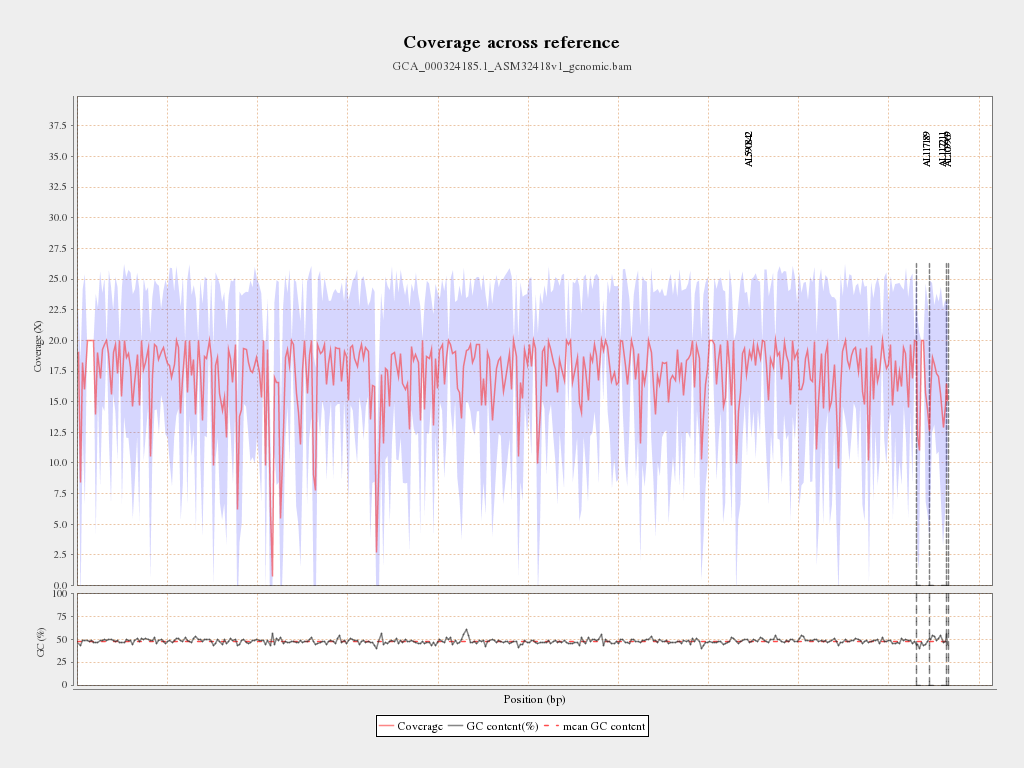 Coverage across reference
GCA_000324185.1_ASM32418v1_genomic.bam
37.5
35.0
32.5
30.0
27.5
25.0
22.5
20.0
17.5
15.0
12.5
10.0
7.5
5.0
2.5
0.0
Coverage (X)
AL590842
AL117189
AL117211
AL109969
100
75
50
25
0
GC (%)
Position (bp)
Coverage GC content(%) mean GC content